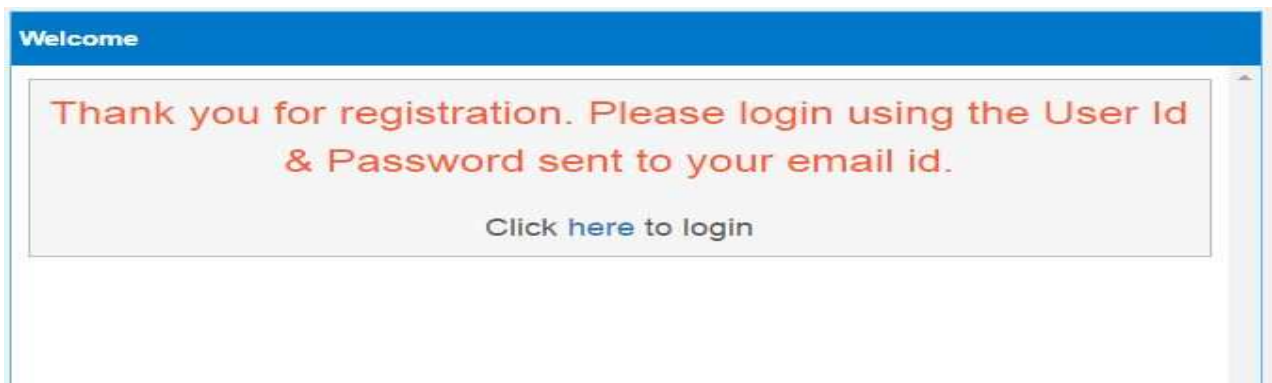 Welcome
Thank you for registration. Please login using the User Id
& Password sent to your email id.
Click here to login